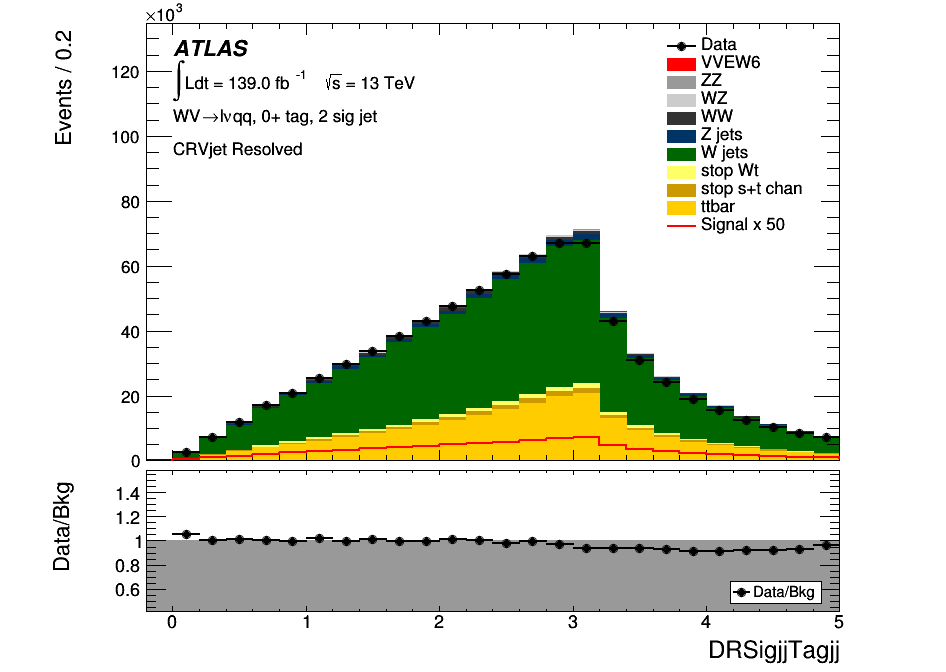 ×10³
Events / 0.2
120
100
80
60
40
20
0
ATLAS
∫Ldt = 139.0 fb⁻¹ √s = 13 TeV
WV→lνqq, 0+ tag, 2 sig jet
CRVjet Resolved
Data
VVEW6
ZZ
WZ
WW
Z jets
W jets
stop Wt
stop s+t chan
ttbar
Signal x 50
Data/Bkg
1.4
1.2
1
0.8
0.6
Data/Bkg
0 1 2 3 4 5
DRSigjjTagjj